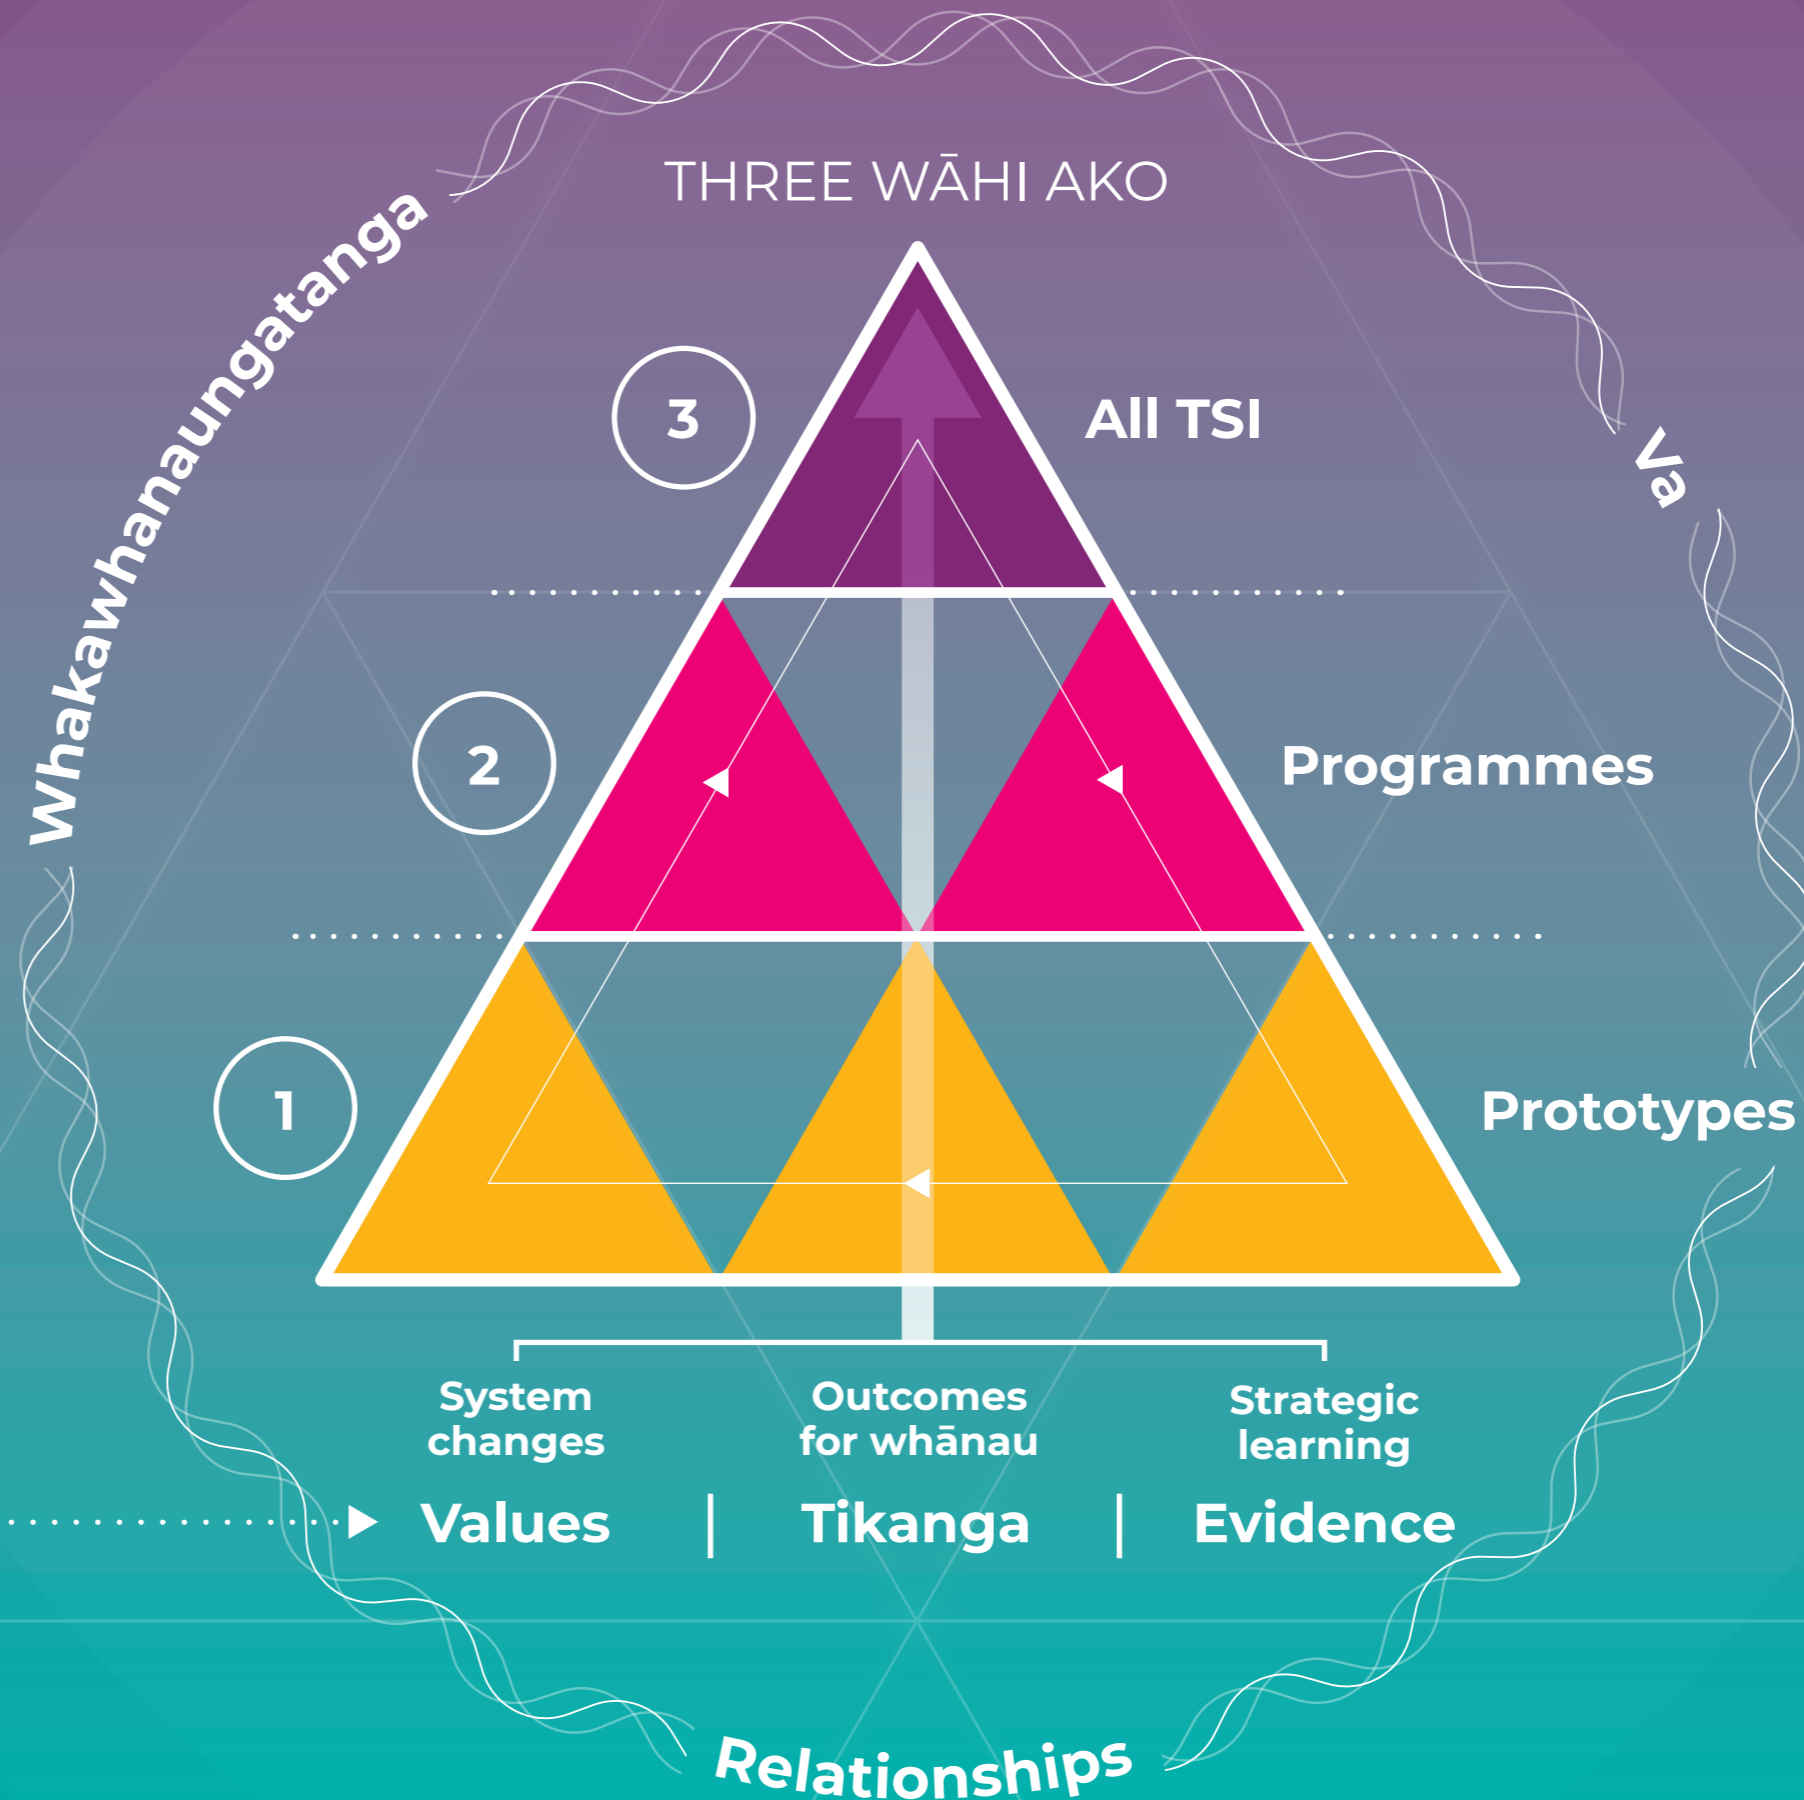 THREE WĀHI AKO
Whakawhanaungatanga
Va
3
All TSI
2
Programmes
1
Prototypes
System
changes
Outcomes
for whānau
Strategic
learning
Values | Tikanga | Evidence
Relationships